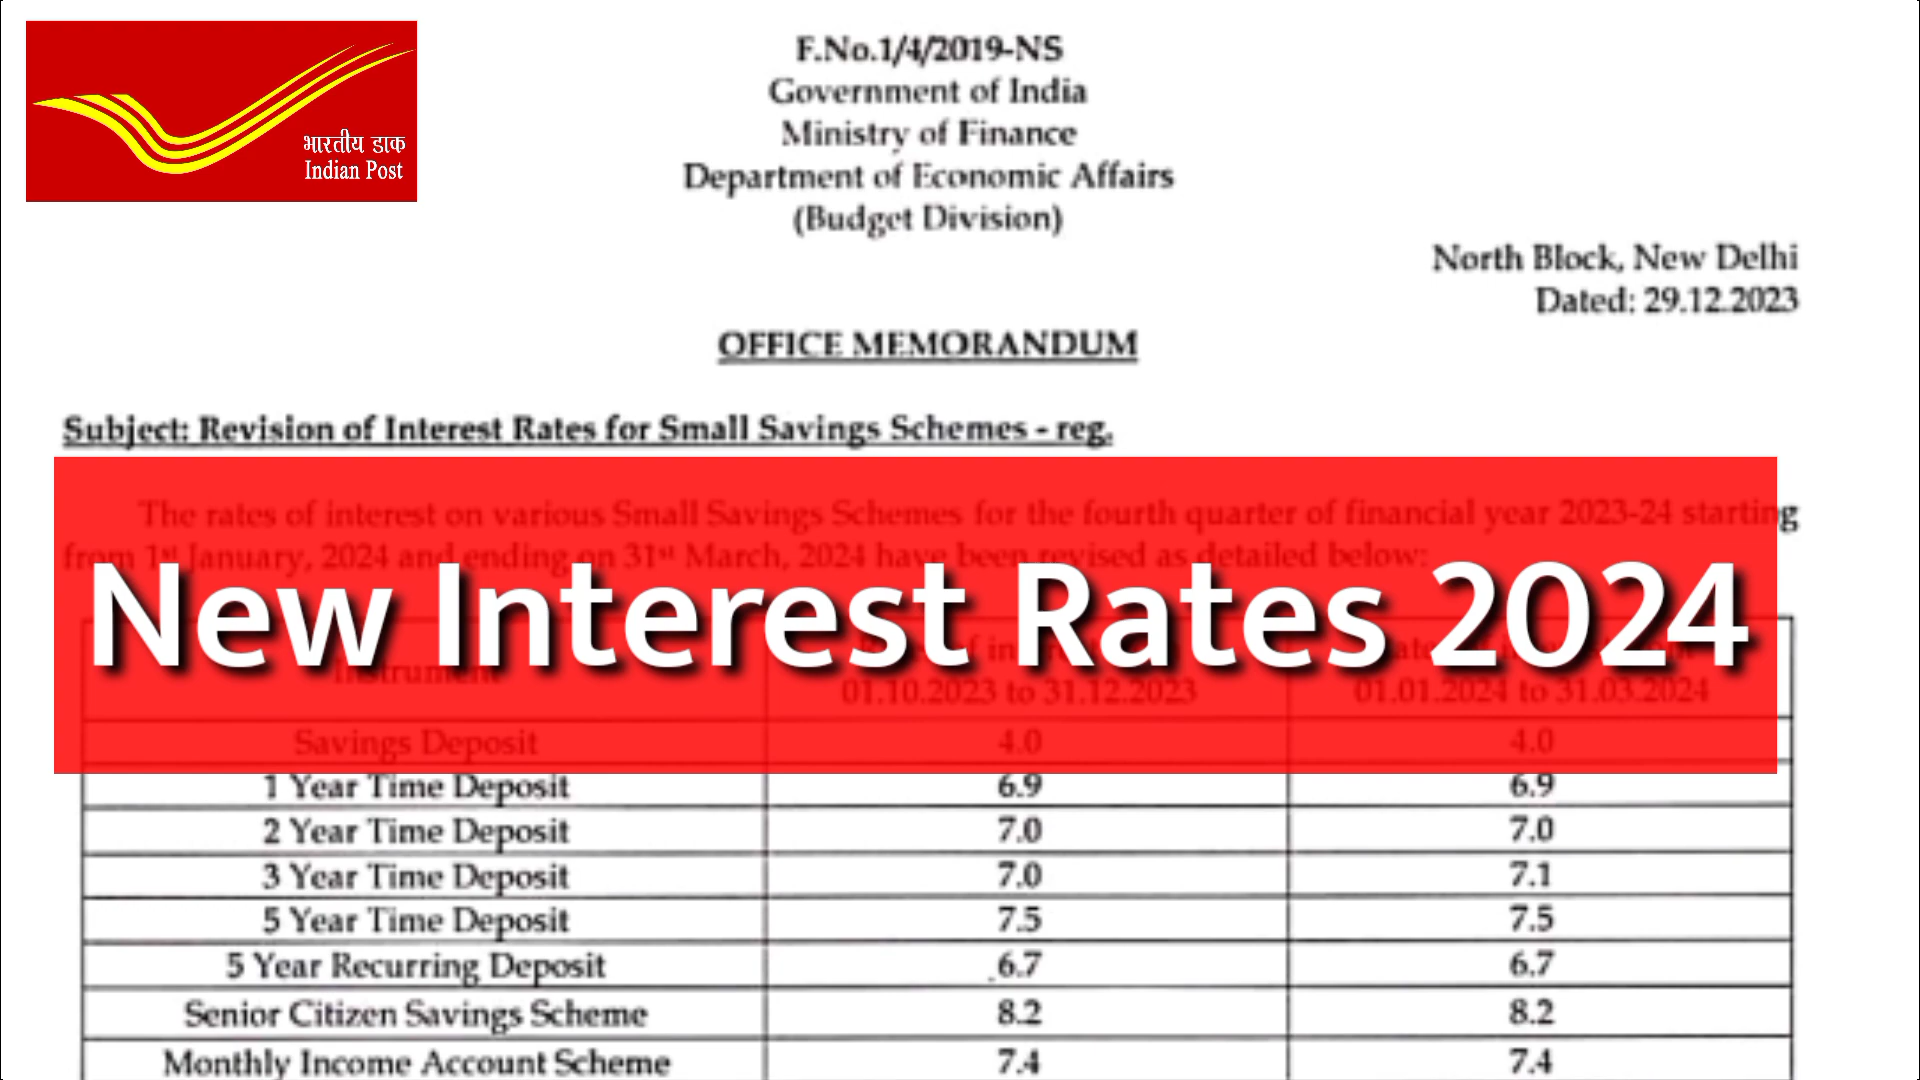 भारतीय डाक
Indian Post
F.No.1/4/2019-NS
Government of India
Ministry of Finance
Department of Economic Affairs
(Budget Division)
North Block, New Delhi
Dated: 29.12.2023
OFFICE MEMORANDUM
Subject: Revision of Interest Rates for Small Savings Schemes - reg.
The rates of interest on various Small Savings Schemes for the fourth quarter of financial year 2023-24 starting
from 1st January, 2024 and ending on 31st March, 2024 have been revised as detailed below:
New Interest Rates 2024
Instrument
01.10.2023 to 31.12.2023 01.01.2024 to 31.03.2024
Savings Deposit 4.0 4.0
1 Year Time Deposit 6.9 6.9
2 Year Time Deposit 7.0 7.0
3 Year Time Deposit 7.0 7.1
5 Year Time Deposit 7.5 7.5
5 Year Recurring Deposit 6.7 6.7
Senior Citizen Savings Scheme 8.2 8.2
Monthly Income Account Scheme 7.4 7.4